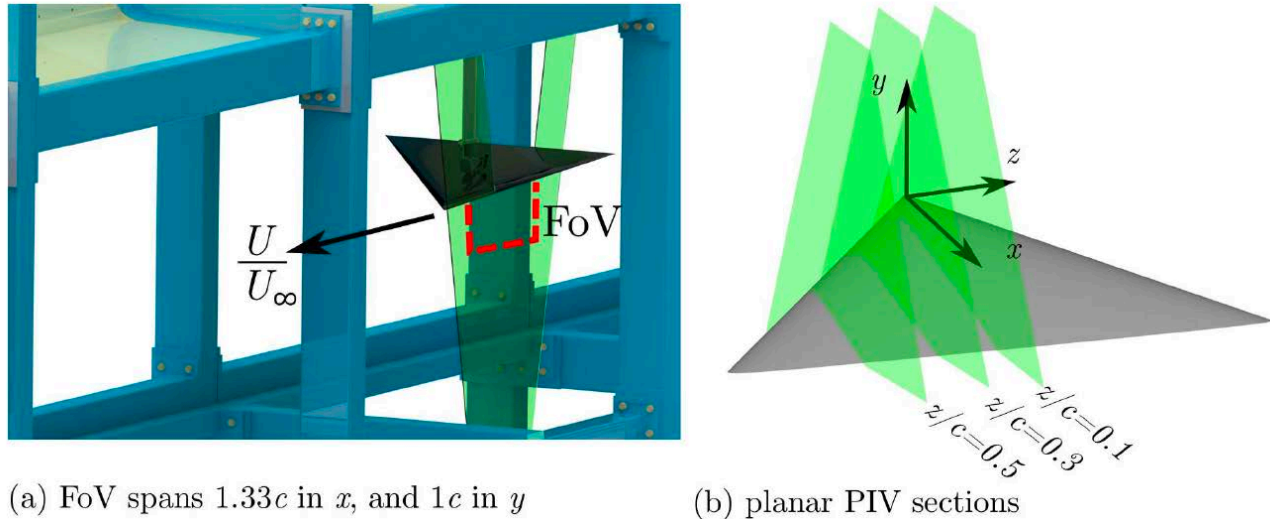 U
U∞
FoV
y
z
x
z/c=0.5
z/c=0.3
z/c=0.1
(a) FoV spans 1.33c in x, and 1c in y
(b) planar PIV sections